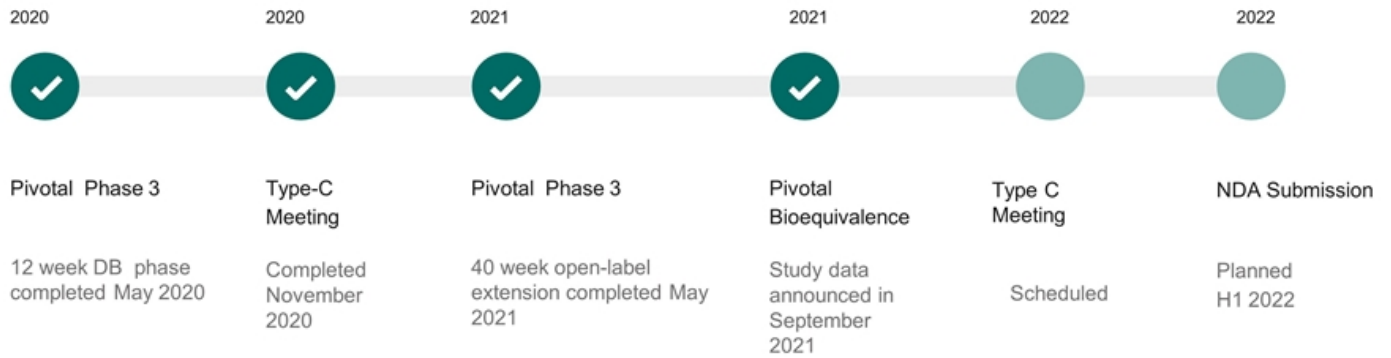 2020
2020
2021
2021
2022
2022
Pivotal Phase 3
Type-C
Meeting
Pivotal Phase 3
Pivotal
Bioequivalence
Type C
Meeting
NDA Submission
12 week DB phase
completed May 2020
Completed
November
2020
40 week open-label
extension completed May
2021
Study data
announced in
September
2021
Scheduled
Planned
H1 2022